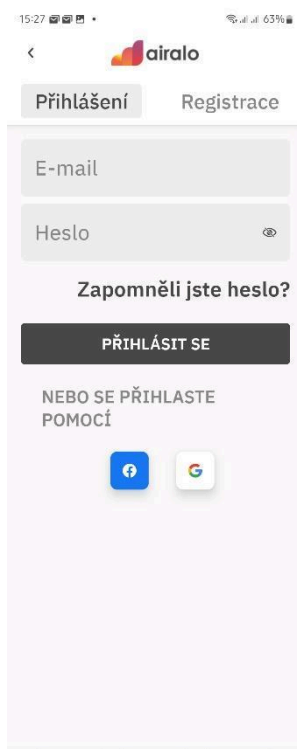 15:27
63%
airalo
Přihlášení
Registrace
E-mail
Heslo
Zapomněli jste heslo?
PŘIHLÁSIT SE
NEBO SE PŘIHLASTE
POMOCÍ